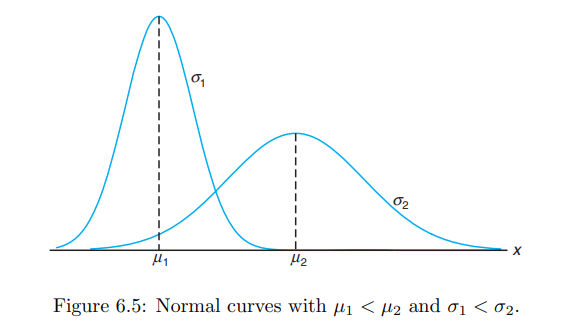 σ₁
σ₂
x
μ₁
μ₂
Figure 6.5: Normal curves with μ₁ < μ₂ and σ₁ < σ₂.